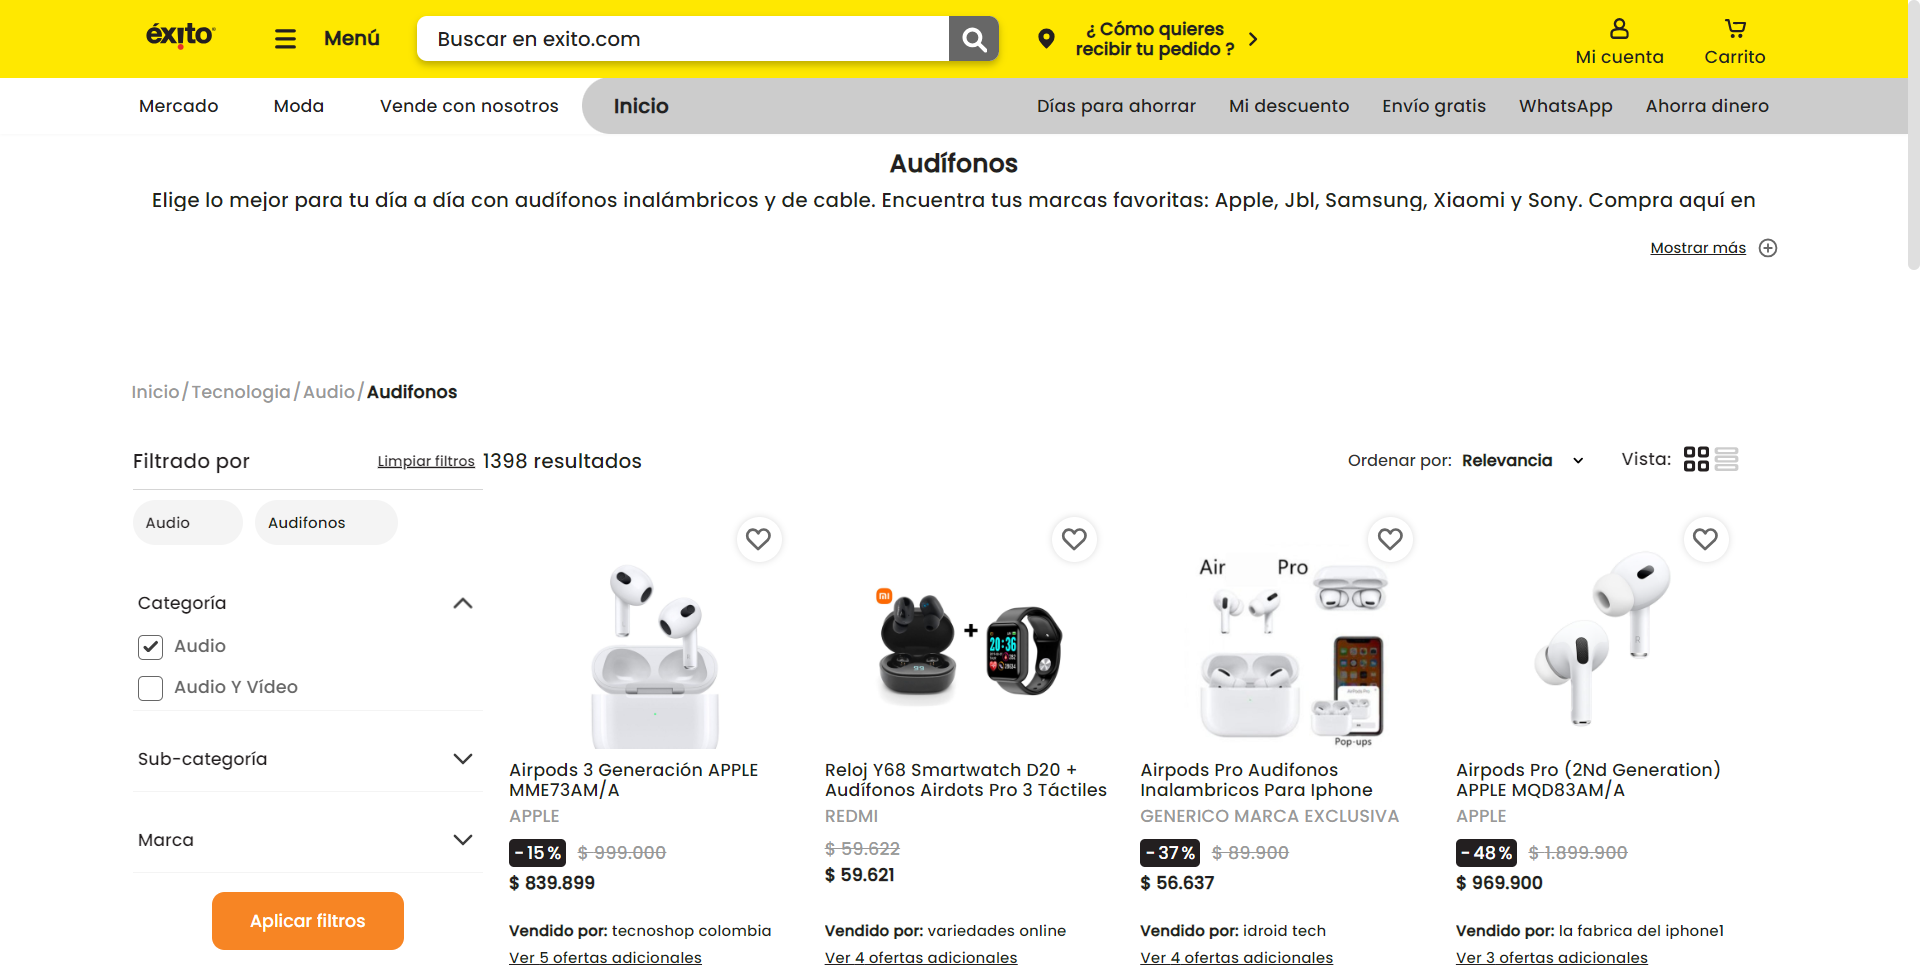 éxito
Menú
Buscar en exito.com
¿ Cómo quieres
recibir tu pedido ?
Mi cuenta
Carrito
Mercado
Moda
Vende con nosotros
Inicio
Días para ahorrar
Mi descuento
Envío gratis
WhatsApp
Ahorra dinero
Audífonos
Elige lo mejor para tu día a día con audífonos inalámbricos y de cable. Encuentra tus marcas favoritas: Apple, Jbl, Samsung, Xiaomi y Sony. Compra aquí en
Mostrar más
Inicio/Tecnologia/Audio/Audifonos
Filtrado por
Limpiar filtros
1398 resultados
Ordenar por: Relevancia
Vista:
Audio
Audifonos
Categoría
Audio
Audio Y Vídeo
Sub-categoría
Marca
Aplicar filtros
Airpods 3 Generación APPLE
MME73AM/A
APPLE
-15% $ 999.000
$ 839.899
Vendido por: tecnoshop colombia
Ver 5 ofertas adicionales
mi
+
20:36
Reloj Y68 Smartwatch D20 +
Audífonos Airdots Pro 3 Táctiles
REDMI
$ 59.622
$ 59.621
Vendido por: variedades online
Ver 4 ofertas adicionales
Air
Pro
Pop-ups
Airpods Pro Audifonos
Inalambricos Para Iphone
GENERICO MARCA EXCLUSIVA
-37% $ 89.900
$ 56.637
Vendido por: idroid tech
Ver 4 ofertas adicionales
Airpods Pro (2Nd Generation)
APPLE MQD83AM/A
APPLE
-48% $ 1.899.900
$ 969.900
Vendido por: la fabrica del iphone1
Ver 3 ofertas adicionales